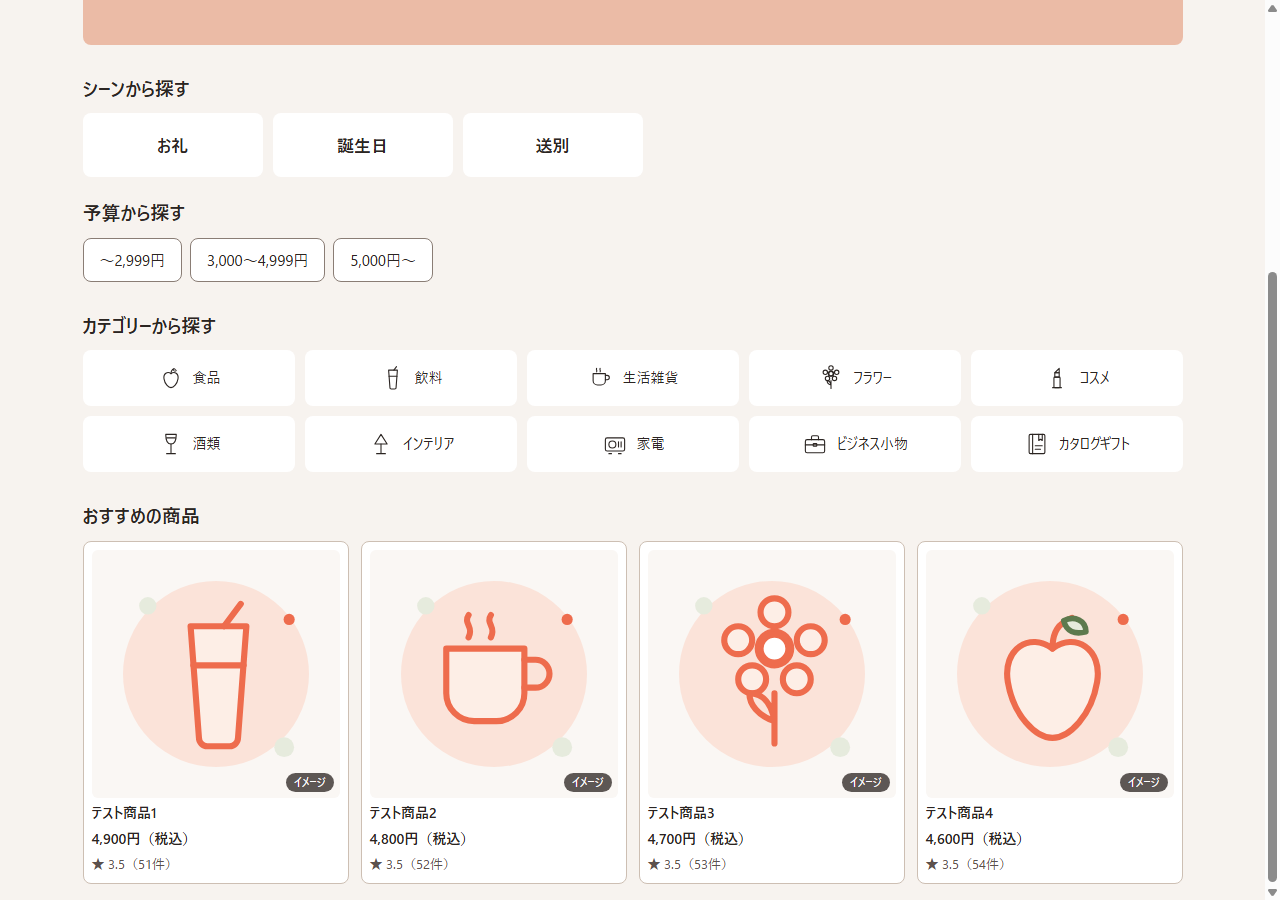 シーンから探す
お礼
誕生日
送別
予算から探す
～2,999円
3,000～4,999円
5,000円～
カテゴリーから探す
食品
飲料
生活雑貨
フラワー
コスメ
酒類
インテリア
家電
ビジネス小物
カタログギフト
おすすめの商品
イメージ
テスト商品1
4,900円（税込）
★ 3.5（51件）
イメージ
テスト商品2
4,800円（税込）
★ 3.5（52件）
イメージ
テスト商品3
4,700円（税込）
★ 3.5（53件）
イメージ
テスト商品4
4,600円（税込）
★ 3.5（54件）